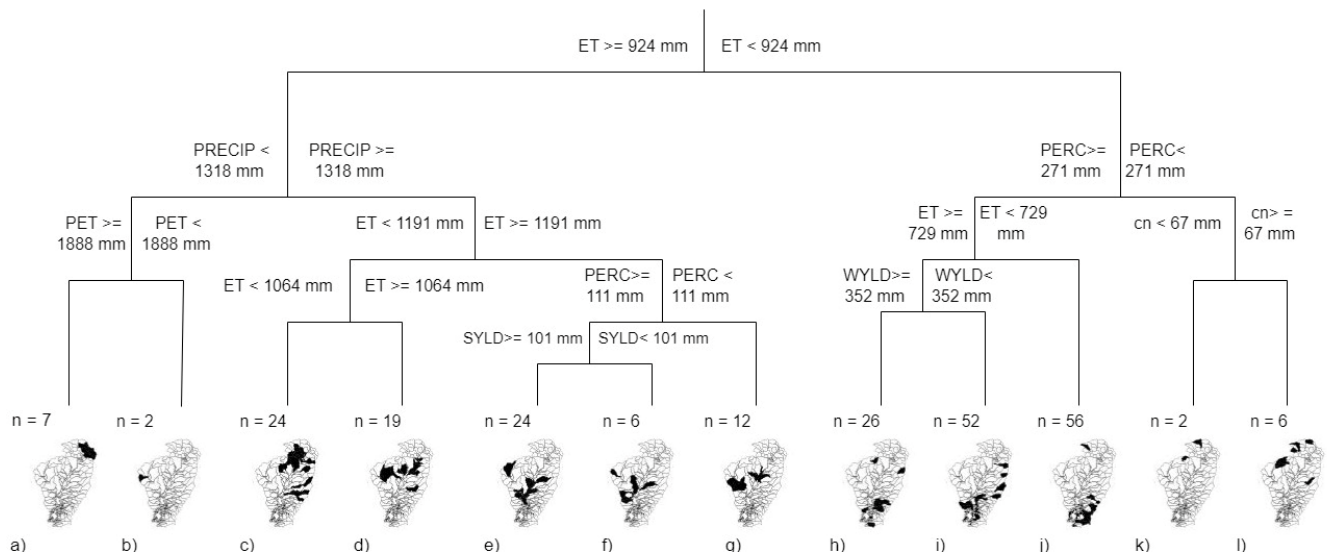 ET >= 924 mm
ET < 924 mm
PRECIP <
1318 mm
PRECIP >=
1318 mm
PERC>=
271 mm
PERC<
271 mm
PET >=
1888 mm
PET <
1888 mm
ET < 1191 mm
ET >= 1191 mm
ET >=
729 mm
ET < 729
mm
cn < 67 mm
cn> =
67 mm
ET < 1064 mm
ET >= 1064 mm
PERC>=
111 mm
PERC <
111 mm
WYLD>=
352 mm
WYLD<
352 mm
SYLD>= 101 mm
SYLD< 101 mm
n = 7
n = 2
n = 24
n = 19
n = 24
n = 6
n = 12
n = 26
n = 52
n = 56
n = 2
n = 6
a)
b)
c)
d)
e)
f)
g)
h)
i)
j)
k)
l)